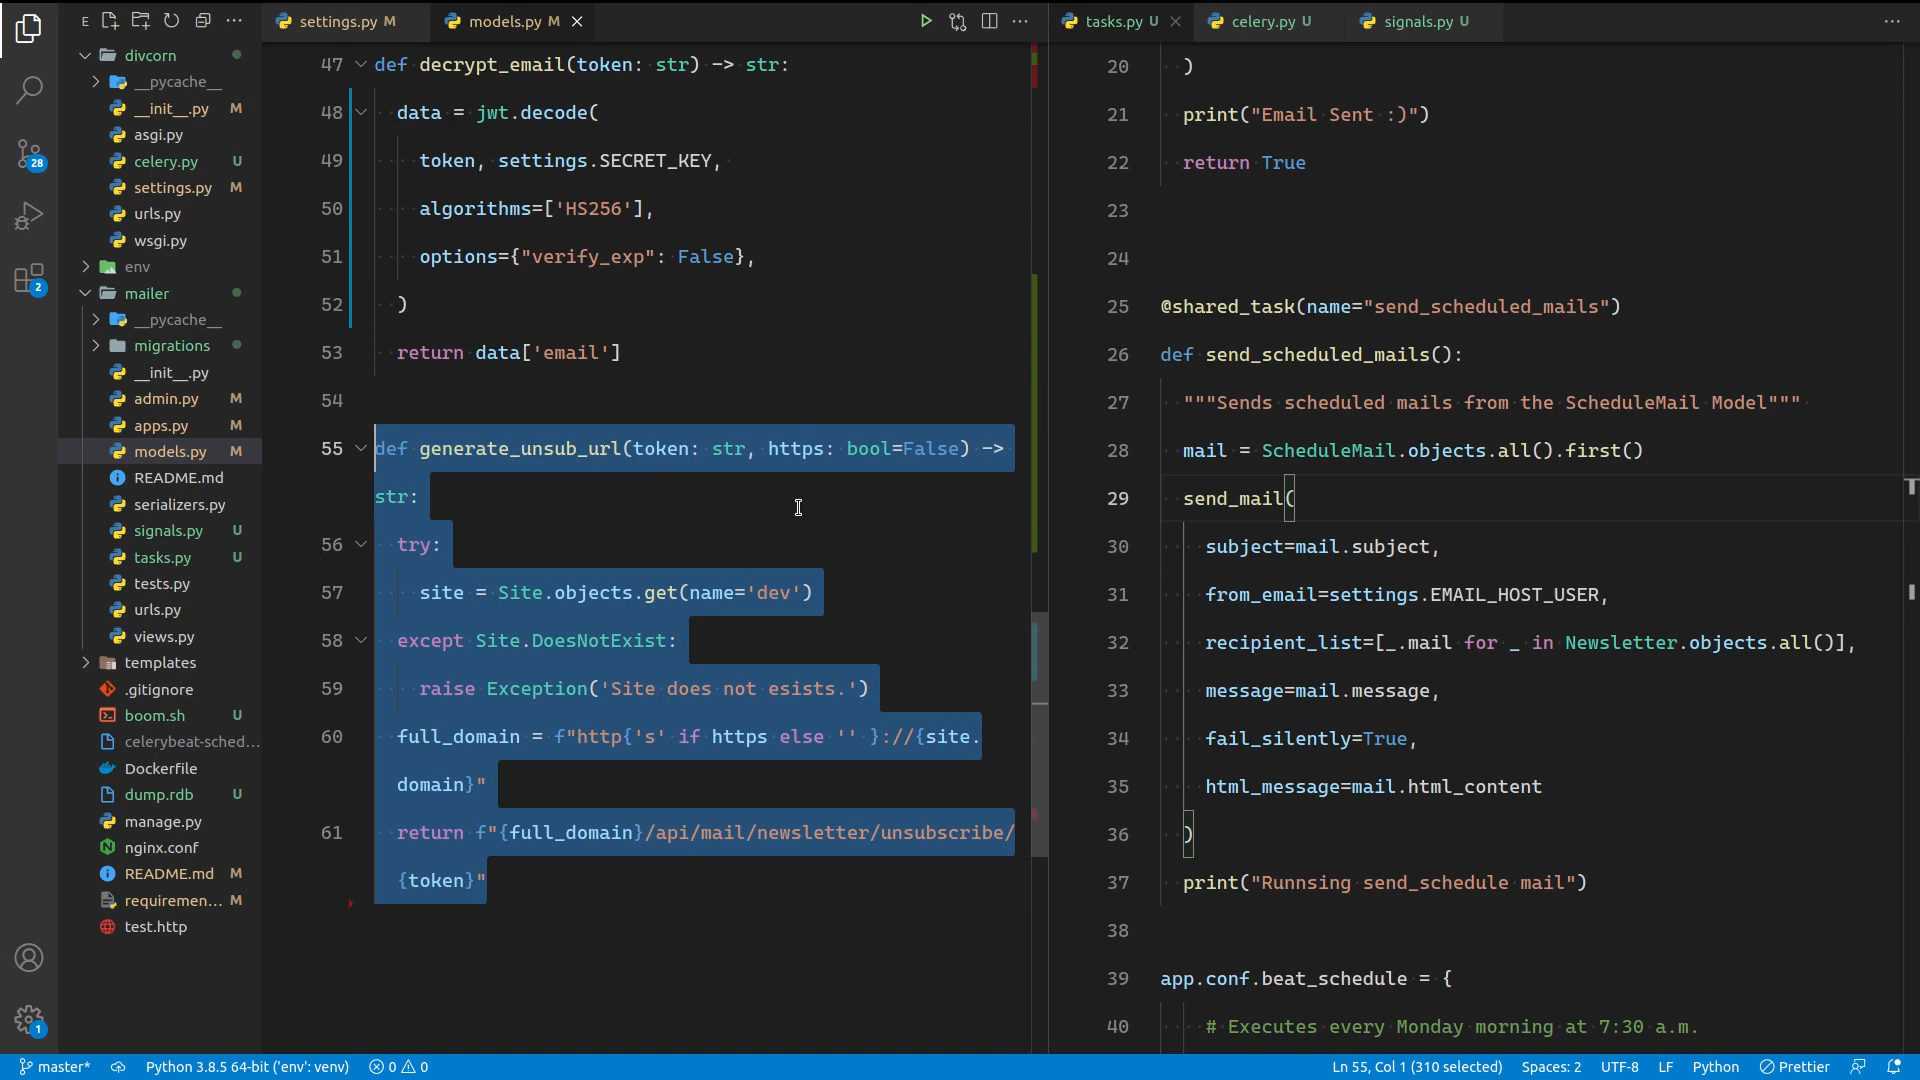 E
divcorn
__pycache__
__init__.py M
asgi.py
celery.py U
settings.py M
urls.py
wsgi.py
env
mailer
__pycache__
migrations
__init__.py
admin.py M
apps.py M
models.py M
README.md
serializers.py
signals.py U
tasks.py U
tests.py
urls.py
views.py
templates
.gitignore
boom.sh U
celerybeat-sched...
Dockerfile
dump.rdb U
manage.py
nginx.conf
README.md M
requiremen... M
test.http
28
2
1
settings.py M
models.py M
47 def decrypt_email(token: str) -> str:
48 data = jwt.decode(
49 token, settings.SECRET_KEY,
50 algorithms=['HS256'],
51 options={"verify_exp": False},
52 )
53 return data['email']
54
55 def generate_unsub_url(token: str, https: bool=False) ->
str:
56 try:
57 site = Site.objects.get(name='dev')
58 except Site.DoesNotExist:
59 raise Exception('Site does not esists.')
60 full_domain = f"http{'s' if https else '' }://{site.
domain}"
61 return f"{full_domain}/api/mail/newsletter/unsubscribe/
{token}"
tasks.py U
celery.py U
signals.py U
20 )
21 print("Email Sent :)")
22 return True
23
24
25 @shared_task(name="send_scheduled_mails")
26 def send_scheduled_mails():
27 """Sends scheduled mails from the ScheduleMail Model"""
28 mail = ScheduleMail.objects.all().first()
29 send_mail(
30 subject=mail.subject,
31 from_email=settings.EMAIL_HOST_USER,
32 recipient_list=[_.mail for _ in Newsletter.objects.all()],
33 message=mail.message,
34 fail_silently=True,
35 html_message=mail.html_content
36 )
37 print("Runnsing send_schedule mail")
38
39 app.conf.beat_schedule = {
40 # Executes every Monday morning at 7:30 a.m.
master* Python 3.8.5 64-bit ('env': venv) 0 0 Ln 55, Col 1 (310 selected) Spaces: 2 UTF-8 LF Python Prettier